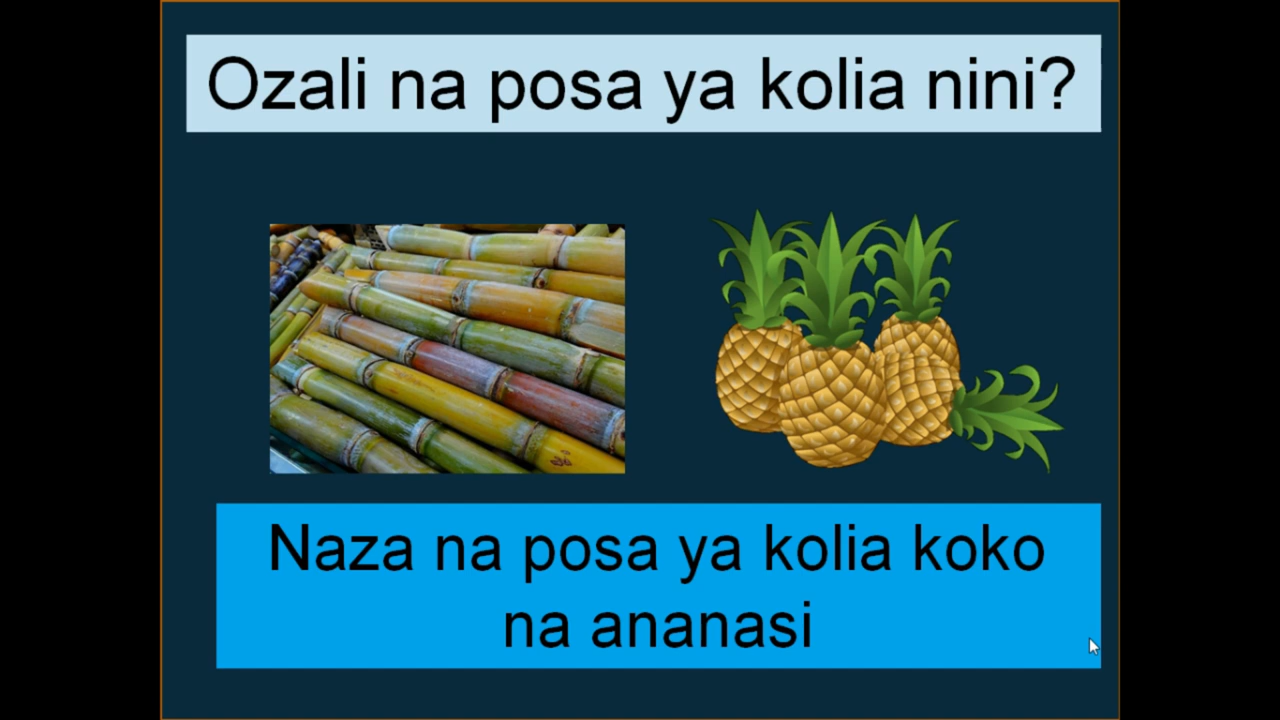 Ozali na posa ya kolia nini?
Naza na posa ya kolia koko
na ananasi